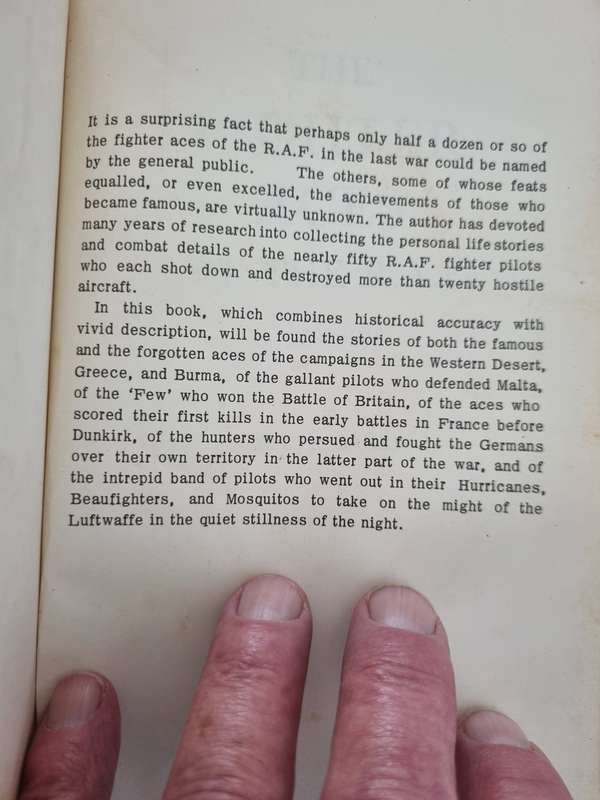 It is a surprising fact that perhaps only half a dozen or so of
the fighter aces of the R.A.F. in the last war could be named
by the general public. The others, some of whose feats
equalled, or even excelled, the achievements of those who
became famous, are virtually unknown. The author has devoted
many years of research into collecting the personal life stories
and combat details of the nearly fifty R.A.F. fighter pilots
who each shot down and destroyed more than twenty hostile
aircraft.
In this book, which combines historical accuracy with
vivid description, will be found the stories of both the famous
and the forgotten aces of the campaigns in the Western Desert,
Greece, and Burma, of the gallant pilots who defended Malta,
of the ‘Few’ who won the Battle of Britain, of the aces who
scored their first kills in the early battles in France before
Dunkirk, of the hunters who persued and fought the Germans
over their own territory in the latter part of the war, and of
the intrepid band of pilots who went out in their Hurricanes,
Beaufighters, and Mosquitos to take on the might of the
Luftwaffe in the quiet stillness of the night.